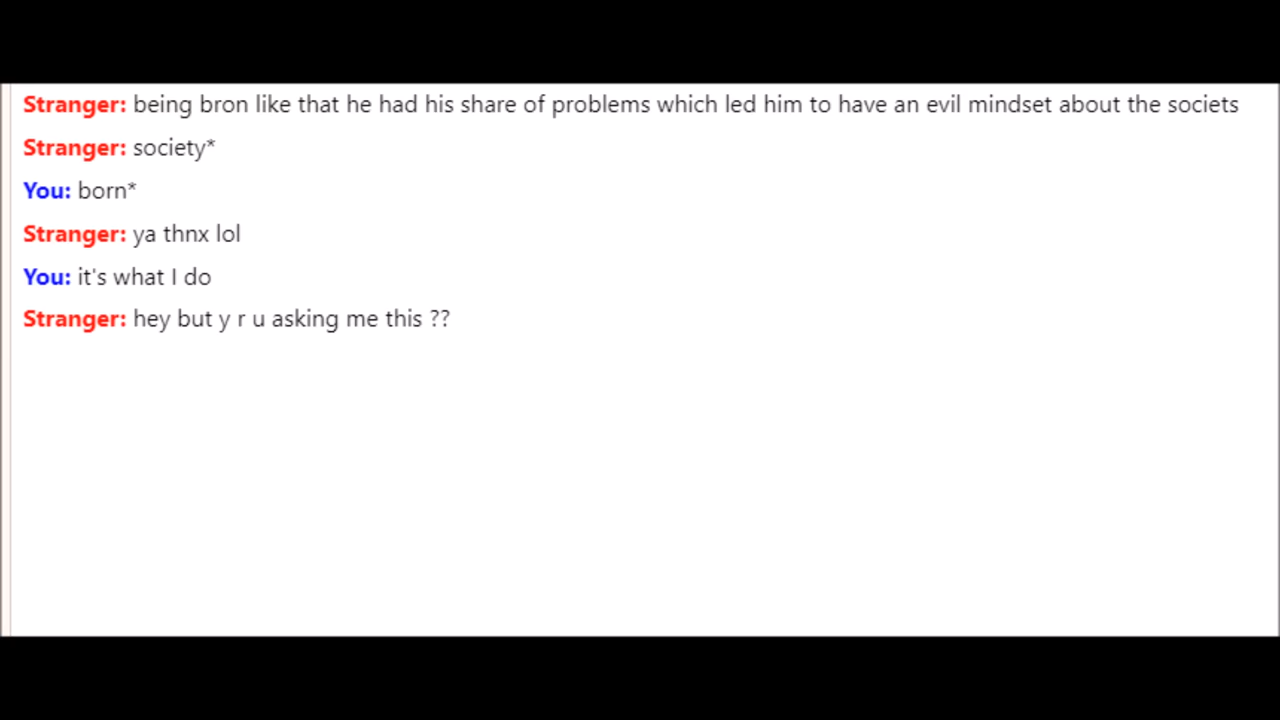 Stranger: being bron like that he had his share of problems which led him to have an evil mindset about the societs
Stranger: society*
You: born*
Stranger: ya thnx lol
You: it's what I do
Stranger: hey but y r u asking me this ??